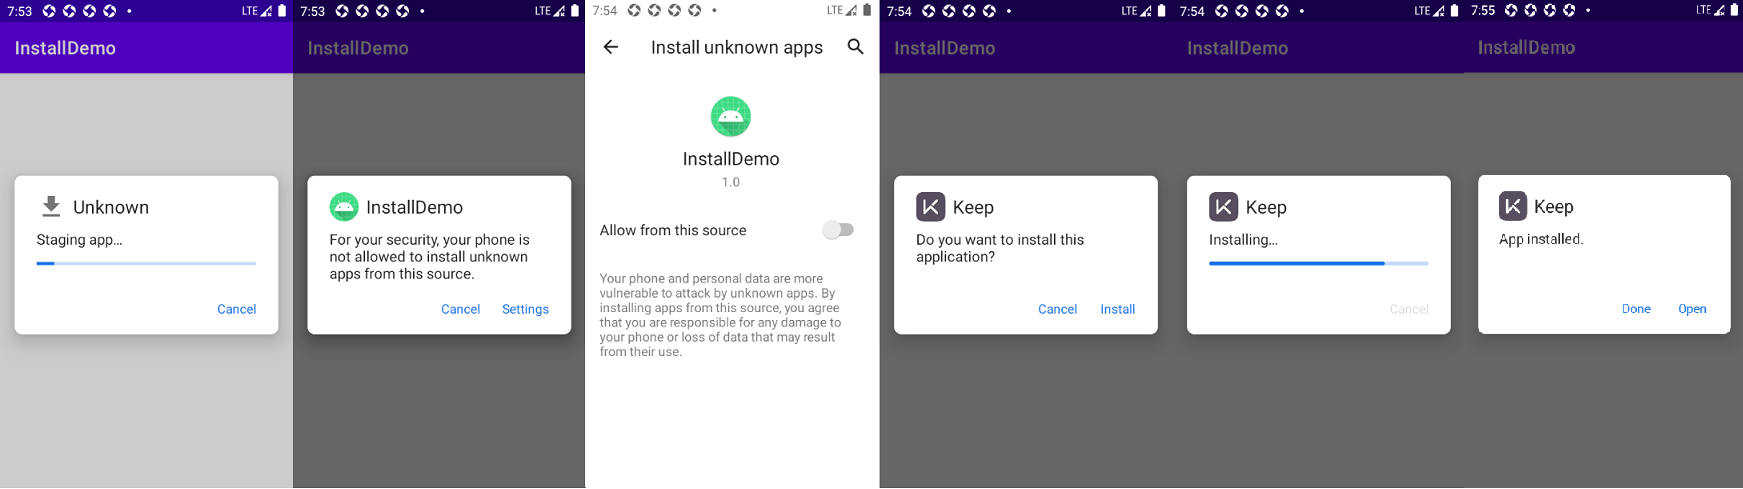 7:53
LTE
InstallDemo
Unknown
Staging app...
Cancel
7:53
LTE
InstallDemo
InstallDemo
For your security, your phone is
not allowed to install unknown
apps from this source.
Cancel
Settings
7:54
LTE
Install unknown apps
InstallDemo
1.0
Allow from this source
Your phone and personal data are more
vulnerable to attack by unknown apps. By
installing apps from this source, you agree
that you are responsible for any damage to
your phone or loss of data that may result
from their use.
7:54
LTE
InstallDemo
Keep
Do you want to install this
application?
Cancel
Install
7:54
LTE
InstallDemo
Keep
Installing...
Cancel
7:55
LTE
InstallDemo
Keep
App installed.
Done
Open